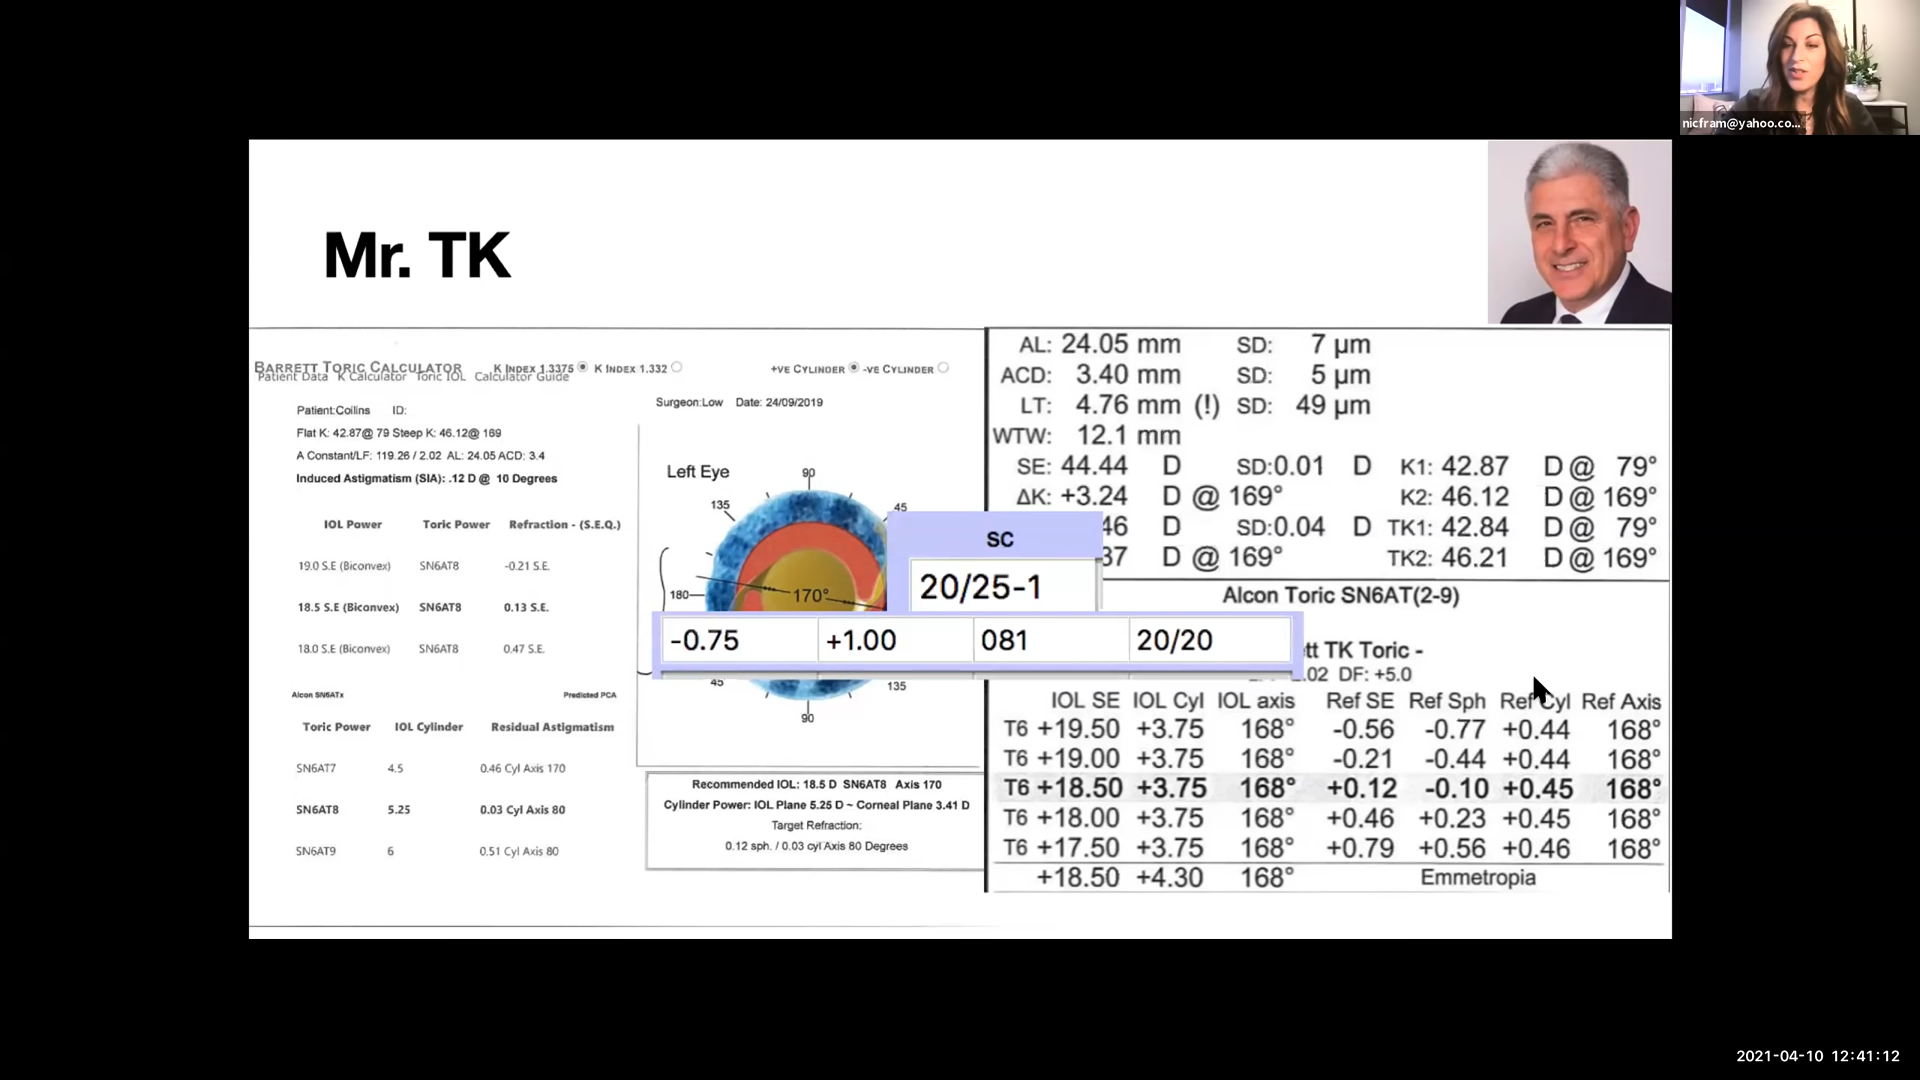 nicfram@yahoo.co...
Mr. TK
BARRETT TORIC CALCULATOR K INDEX 1.3375 K INDEX 1.332 +VE CYLINDER -VE CYLINDER
Patient Data K Calculator Toric IOL Calculator Guide
Patient:Collins ID: Surgeon:Low Date: 24/09/2019
Flat K: 42.87@ 79 Steep K: 46.12@ 169
A Constant/LF: 119.26 / 2.02 AL: 24.05 ACD: 3.4
Induced Astigmatism (SIA): .12 D @ 10 Degrees
IOL Power Toric Power Refraction - (S.E.Q.)
19.0 S.E (Biconvex) SN6AT8 -0.21 S.E.
18.5 S.E (Biconvex) SN6AT8 0.13 S.E.
18.0 S.E (Biconvex) SN6AT8 0.47 S.E.
Alcon SN6ATx Predicted PCA
Toric Power IOL Cylinder Residual Astigmatism
SN6AT7 4.5 0.46 Cyl Axis 170
SN6AT8 5.25 0.03 Cyl Axis 80
SN6AT9 6 0.51 Cyl Axis 80
Left Eye
90
135 45
180 170°
45 135
90
Recommended IOL: 18.5 D SN6AT8 Axis 170
Cylinder Power: IOL Plane 5.25 D ~ Corneal Plane 3.41 D
Target Refraction:
0.12 sph. / 0.03 cyl Axis 80 Degrees
SC
20/25-1
-0.75 +1.00 081 20/20
AL: 24.05 mm SD: 7 µm
ACD: 3.40 mm SD: 5 µm
LT: 4.76 mm (!) SD: 49 µm
WTW: 12.1 mm
SE: 44.44 D SD:0.01 D K1: 42.87 D @ 79°
ΔK: +3.24 D @ 169° K2: 46.12 D @ 169°
46 D SD:0.04 D TK1: 42.84 D @ 79°
37 D @ 169° TK2: 46.21 D @ 169°
Alcon Toric SN6AT(2-9)
tt TK Toric -
.02 DF: +5.0
IOL SE IOL Cyl IOL axis Ref SE Ref Sph Ref Cyl Ref Axis
T6 +19.50 +3.75 168° -0.56 -0.77 +0.44 168°
T6 +19.00 +3.75 168° -0.21 -0.44 +0.44 168°
T6 +18.50 +3.75 168° +0.12 -0.10 +0.45 168°
T6 +18.00 +3.75 168° +0.46 +0.23 +0.45 168°
T6 +17.50 +3.75 168° +0.79 +0.56 +0.46 168°
+18.50 +4.30 168° Emmetropia
2021-04-10 12:41:12